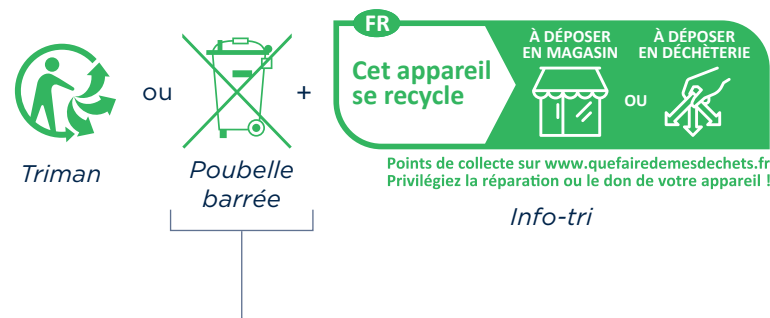 FR
Cet appareil
se recycle
À DÉPOSER
EN MAGASIN
OU
À DÉPOSER
EN DÉCHÈTERIE
ou
+
Points de collecte sur www.quefairedemesdechets.fr
Privilégiez la réparation ou le don de votre appareil !
Triman
Poubelle
barrée
Info-tri